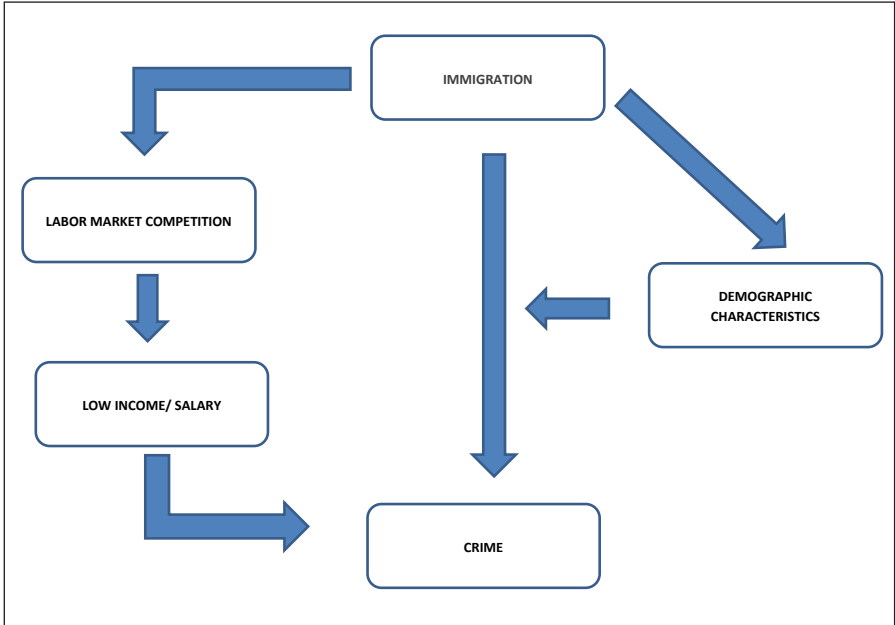 IMMIGRATION
LABOR MARKET COMPETITION
DEMOGRAPHIC
CHARACTERISTICS
LOW INCOME/ SALARY
CRIME